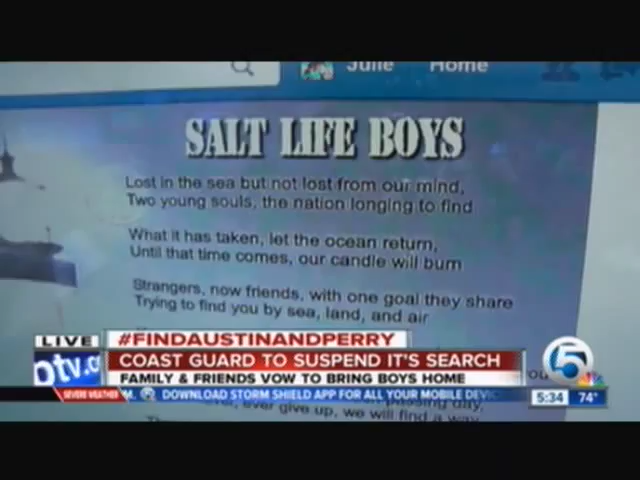 Julie Home
SALT LIFE BOYS
Lost in the sea but not lost from our mind,
Two young souls, the nation longing to find
What it has taken, let the ocean return,
Until that time comes, our candle will burn
Strangers, now friends, with one goal they share
Trying to find you by sea, land, and air
LIVE
#FINDAUSTINANDPERRY
COAST GUARD TO SUSPEND IT'S SEARCH
FAMILY & FRIENDS VOW TO BRING BOYS HOME
ptv.c
5
ou
passing day,
SEVERE WEATHER
M. DOWNLOAD STORM SHIELD APP FOR ALL YOUR MOBILE DEVIC
5:34 74°
ever give up, we will find a way